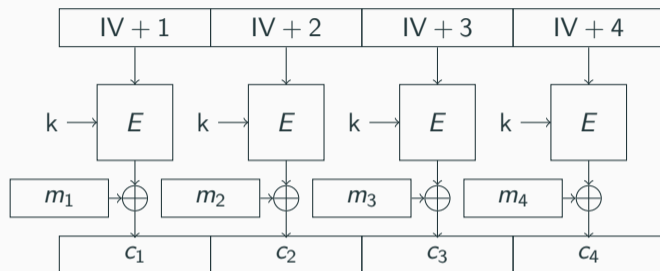 IV + 1 IV + 2 IV + 3 IV + 4
k E k E k E k E
m₁ m₂ m₃ m₄
c₁ c₂ c₃ c₄